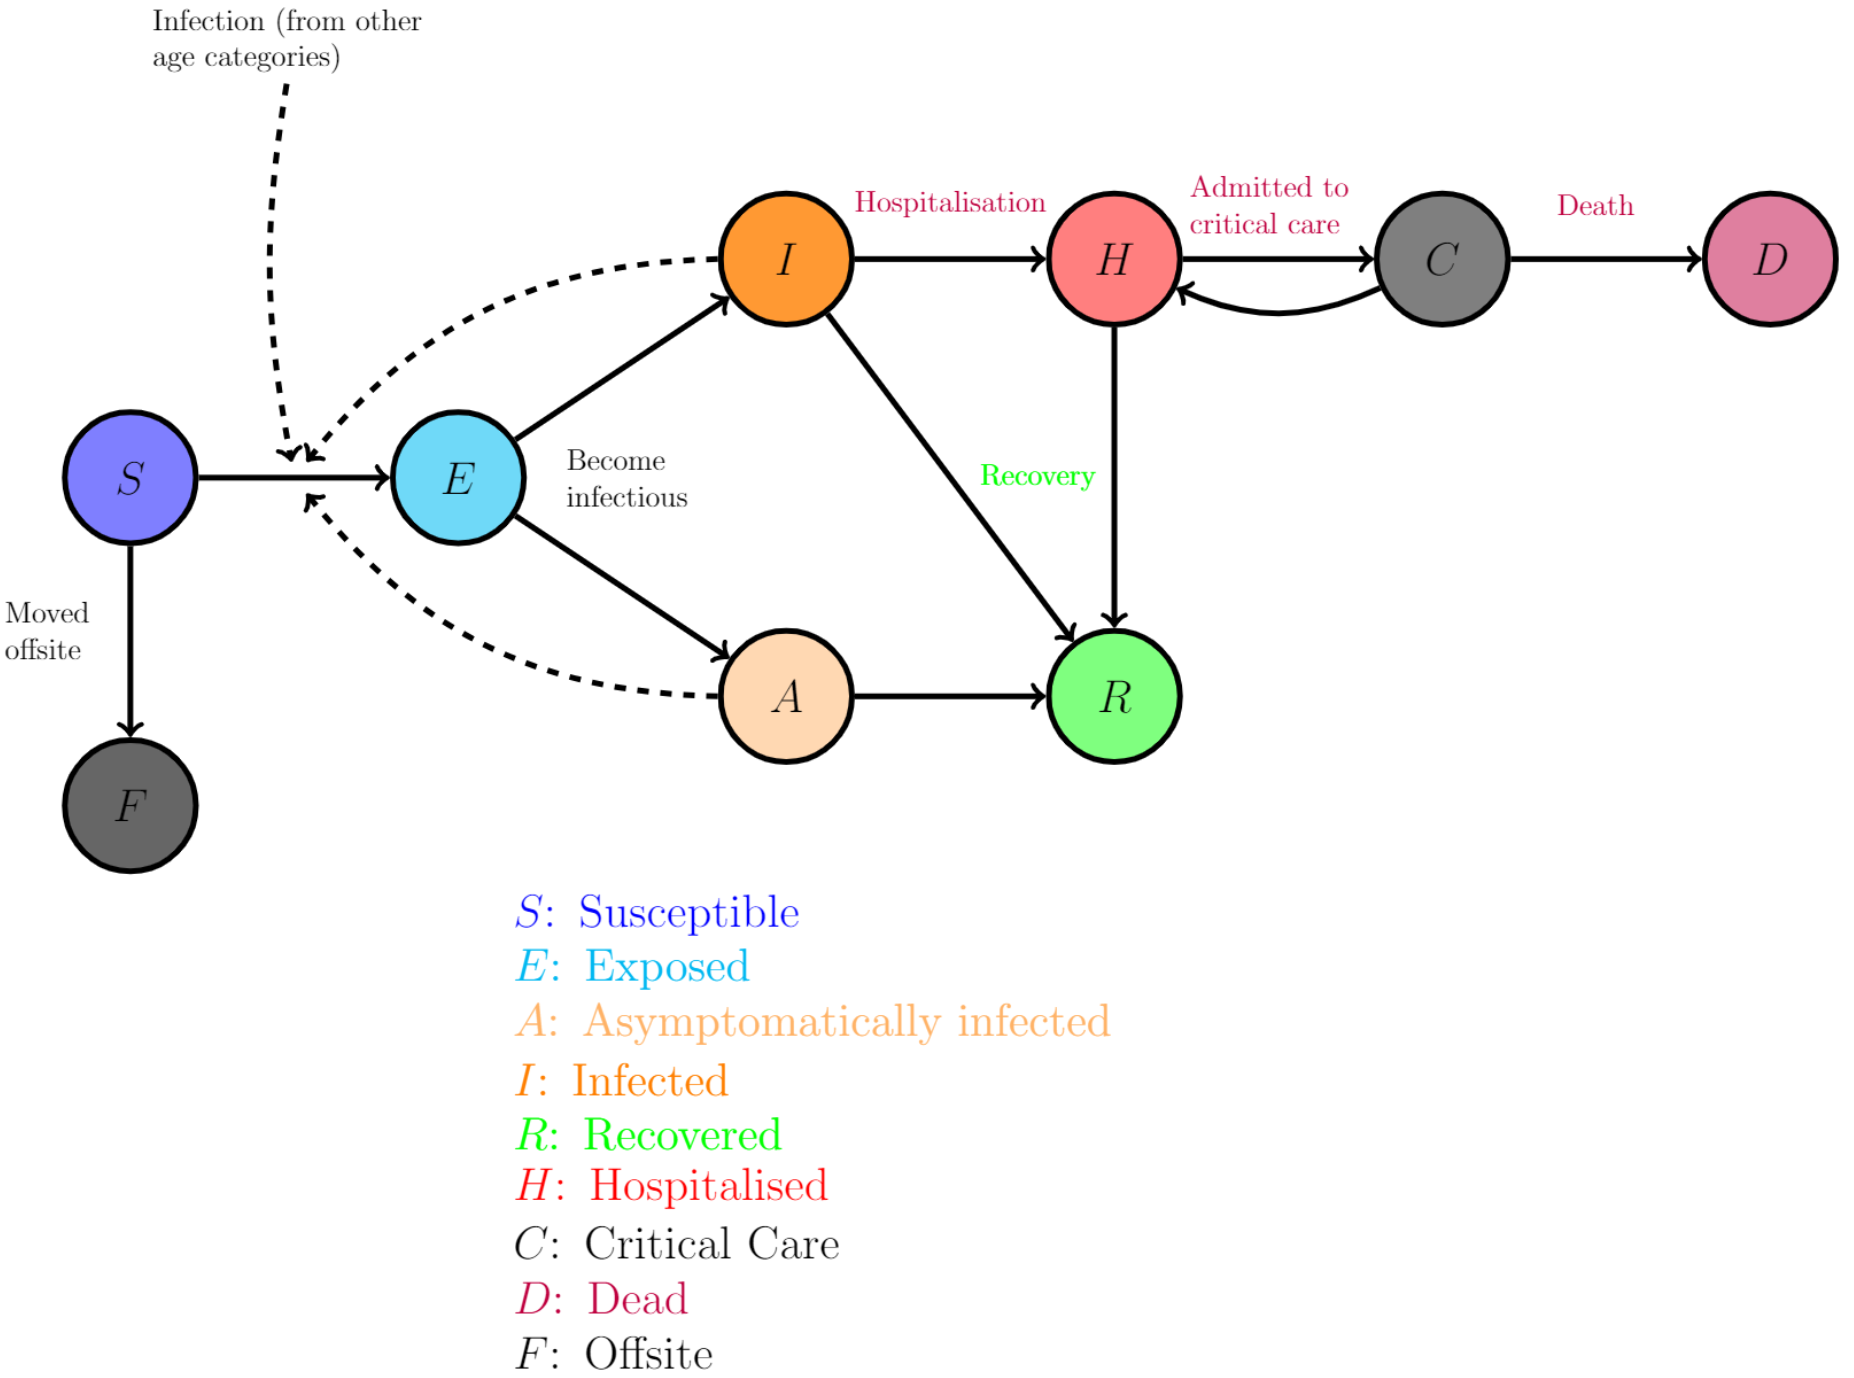 Infection (from other
age categories)
Hospitalisation
Admitted to
critical care
Death
I
H
C
D
S
E
Become
infectious
Recovery
Moved
offsite
A
R
F
S: Susceptible
E: Exposed
A: Asymptomatically infected
I: Infected
R: Recovered
H: Hospitalised
C: Critical Care
D: Dead
F: Offsite